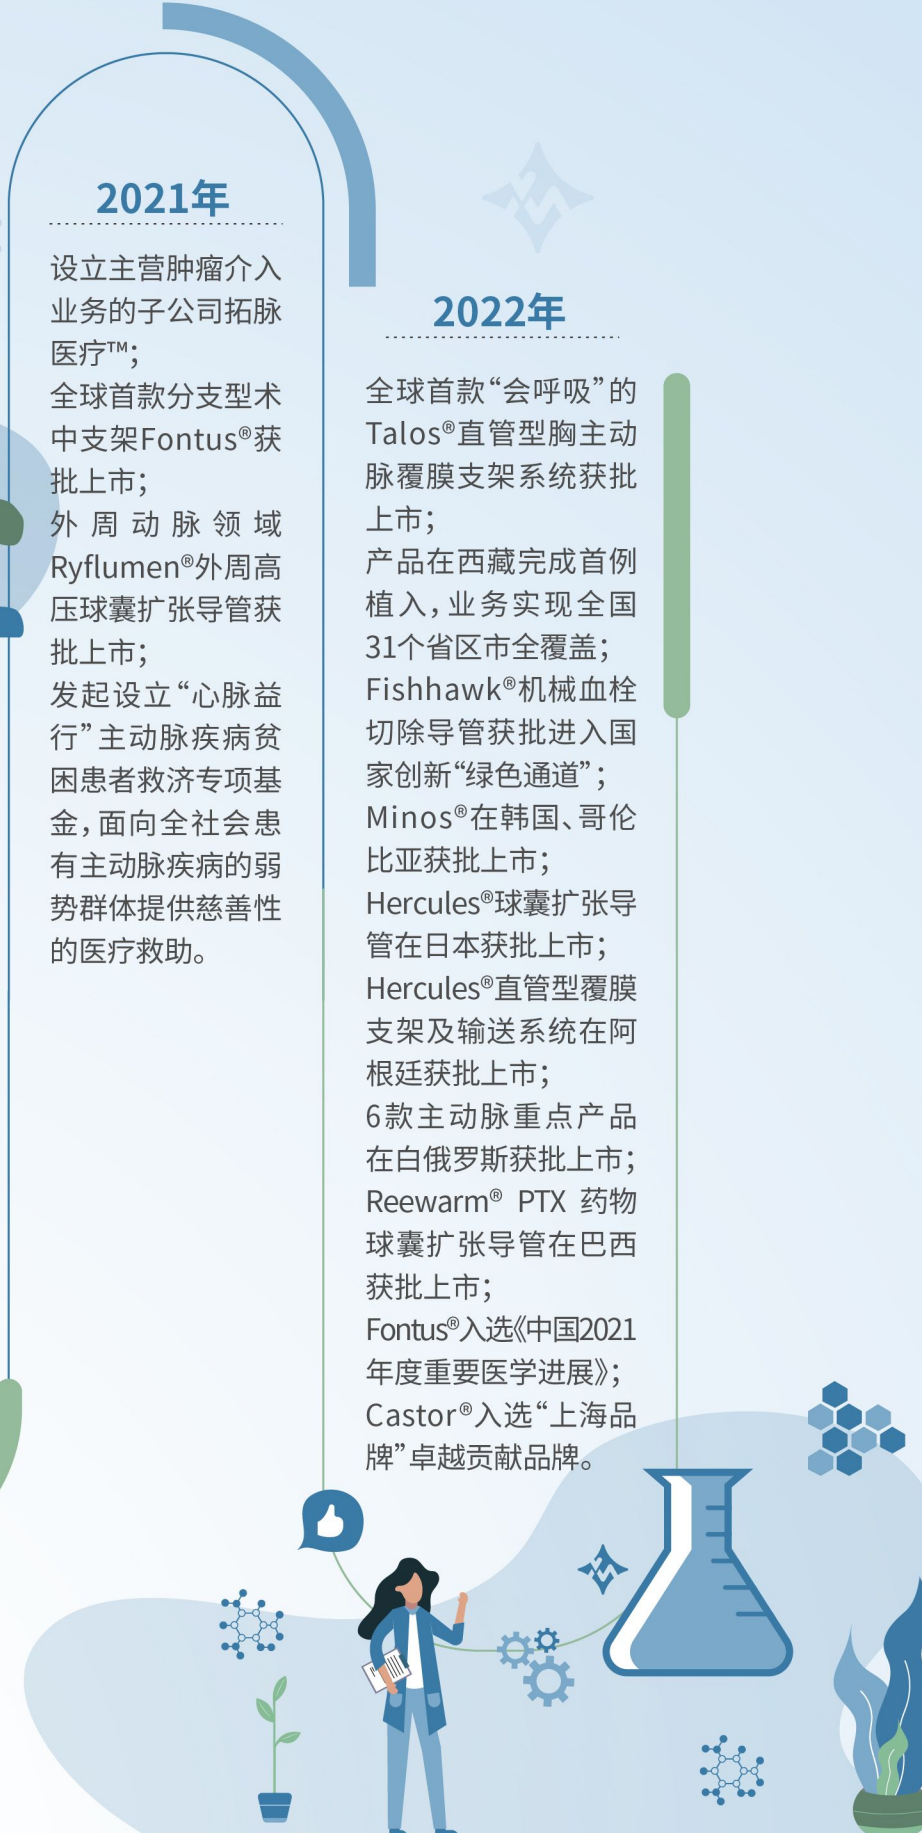 2021年
设立主营肿瘤介入
业务的子公司拓脉
医疗™；
全球首款分支型术
中支架Fontus®获
批上市；
外周动脉领域
Ryflumen®外周高
压球囊扩张导管获
批上市；
发起设立“心脉益
行”主动脉疾病贫
困患者救济专项基
金，面向全社会患
有主动脉疾病的弱
势群体提供慈善性
的医疗救助。
2022年
全球首款“会呼吸”的
Talos®直管型胸主动
脉覆膜支架系统获批
上市；
产品在西藏完成首例
植入，业务实现全国
31个省区市全覆盖；
Fishhawk®机械血栓
切除导管获批进入国
家创新“绿色通道”；
Minos®在韩国、哥伦
比亚获批上市；
Hercules®球囊扩张导
管在日本获批上市；
Hercules®直管型覆膜
支架及输送系统在阿
根廷获批上市；
6款主动脉重点产品
在白俄罗斯获批上市；
Reewarm® PTX 药物
球囊扩张导管在巴西
获批上市；
Fontus®入选《中国2021
年度重要医学进展》；
Castor®入选“上海品
牌”卓越贡献品牌。